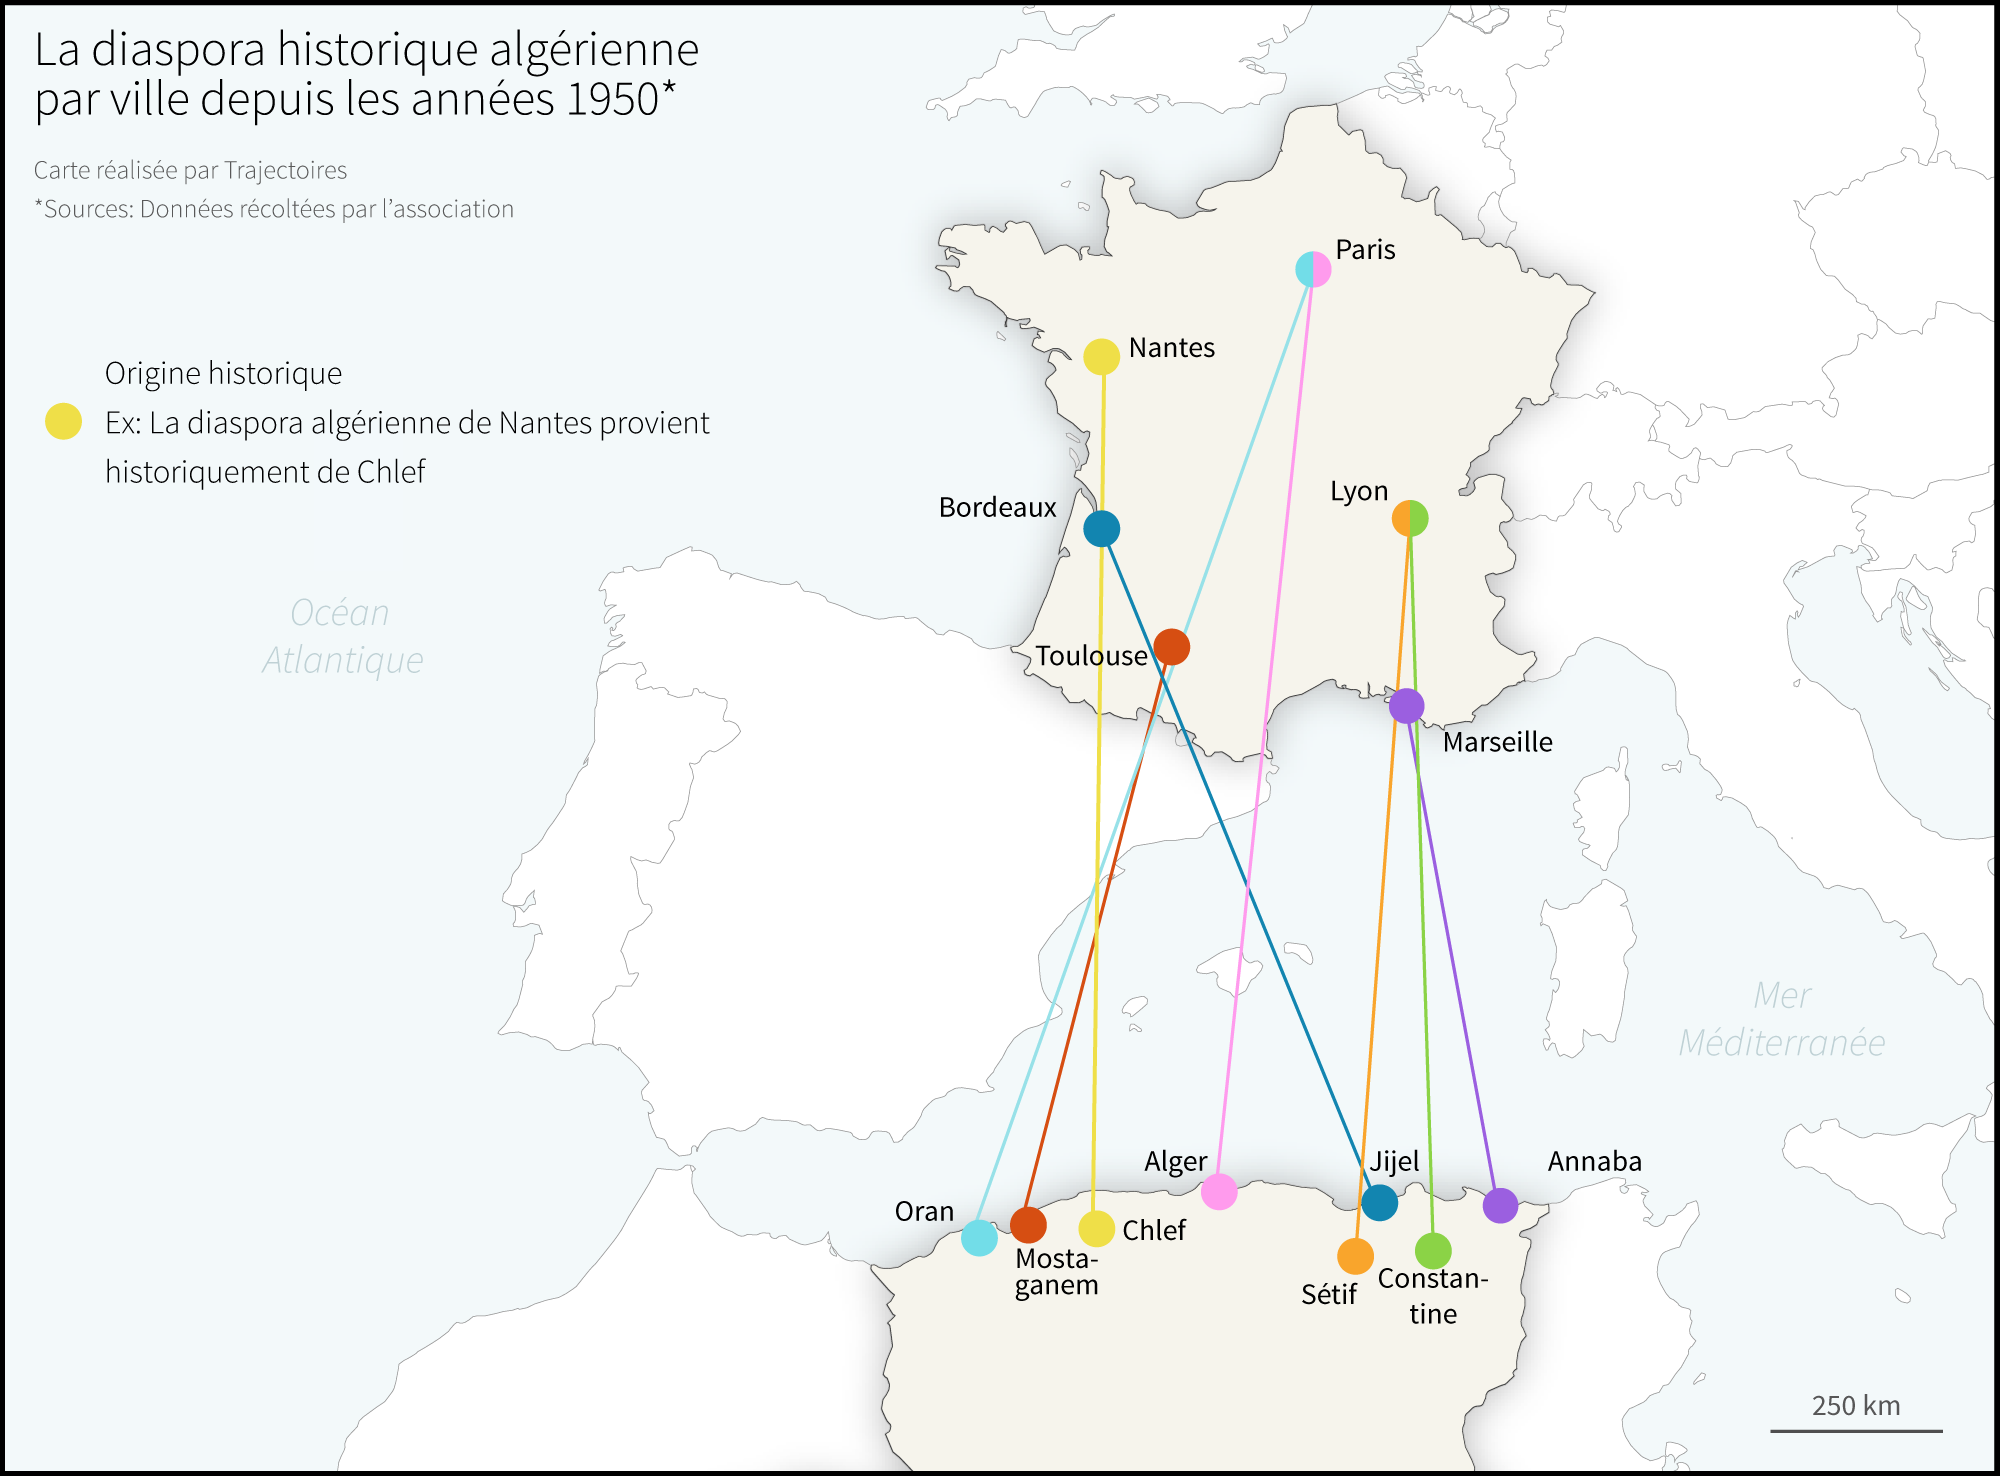 La diaspora historique algérienne
par ville depuis les années 1950*
Carte réalisée par Trajectoires
*Sources: Données récoltées par l’association
Origine historique
Ex: La diaspora algérienne de Nantes provient
historiquement de Chlef
Paris
Nantes
Lyon
Bordeaux
Toulouse
Marseille
Océan
Atlantique
Mer
Méditerranée
Alger
Jijel
Annaba
Oran
Chlef
Mosta-
ganem
Sétif
Constan-
tine
250 km